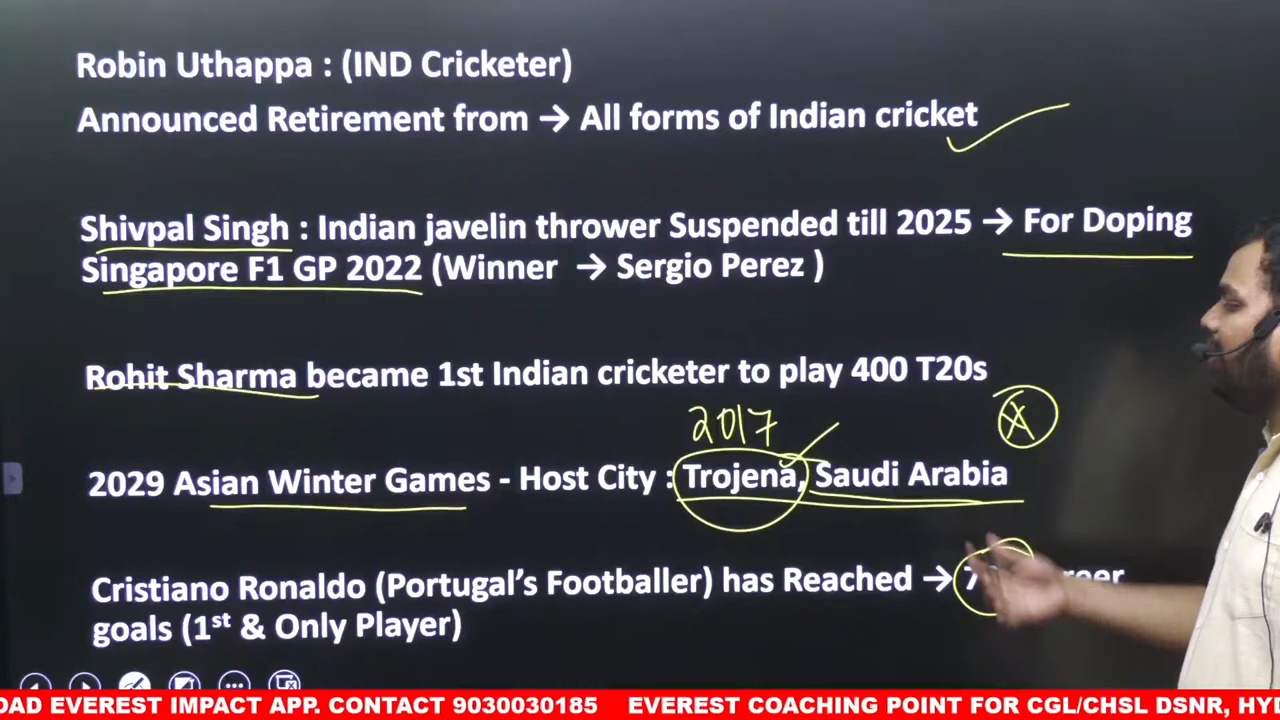 Robin Uthappa : (IND Cricketer)
Announced Retirement from → All forms of Indian cricket
Shivpal Singh : Indian javelin thrower Suspended till 2025 → For Doping
Singapore F1 GP 2022 (Winner → Sergio Perez )
Rohit Sharma became 1st Indian cricketer to play 400 T20s
2017
2029 Asian Winter Games - Host City : Trojena, Saudi Arabia
Cristiano Ronaldo (Portugal's Footballer) has Reached →
goals (1st & Only Player)
OAD EVEREST IMPACT APP. CONTACT 9030030185 EVEREST COACHING POINT FOR CGL/CHSL DSNR, HY